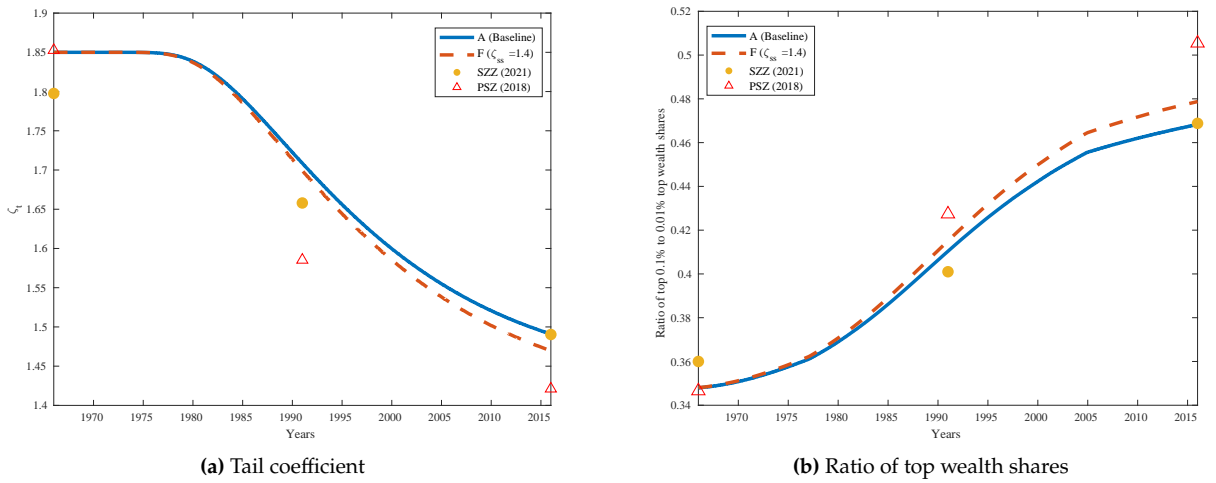 1.85
1.9
1.85
1.8
1.75
1.7
1.65
1.6
1.55
1.5
1.45
1.4
ζt
1970 1975 1980 1985 1990 1995 2000 2005 2010 2015
Years
A (Baseline)
F (ζss =1.4)
SZZ (2021)
PSZ (2018)
(a) Tail coefficient
0.52
0.5
0.48
0.46
0.44
0.42
0.4
0.38
0.36
0.34
Ratio of top 0.1% to 0.01% top wealth shares
1970 1975 1980 1985 1990 1995 2000 2005 2010 2015
Years
A (Baseline)
F (ζss =1.4)
SZZ (2021)
PSZ (2018)
(b) Ratio of top wealth shares